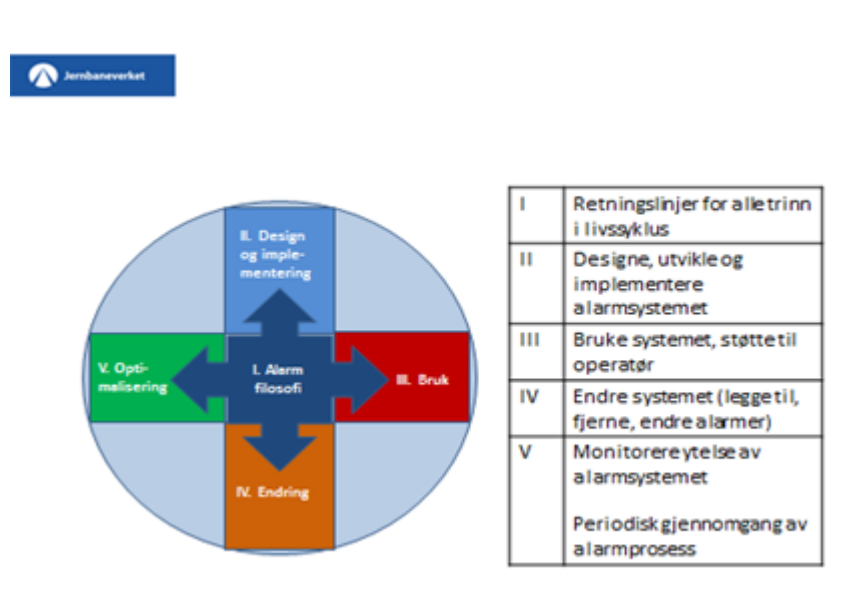 Jernbaneverket
II. Design
og imple-
mentering
V. Opti-
malisering
I. Alarm
filosofi
III. Bruk
IV. Endring
I Retningslinjer for alle trinn
i livssyklus
II Designe, utvikle og
implementere
alarmsystemet
III Bruke systemet, støtte til
operatør
IV Endre systemet (legge til,
fjerne, endre alarmer)
V Monitorere ytelse av
alarmsystemet
Periodisk gjennomgang av
alarmprosess